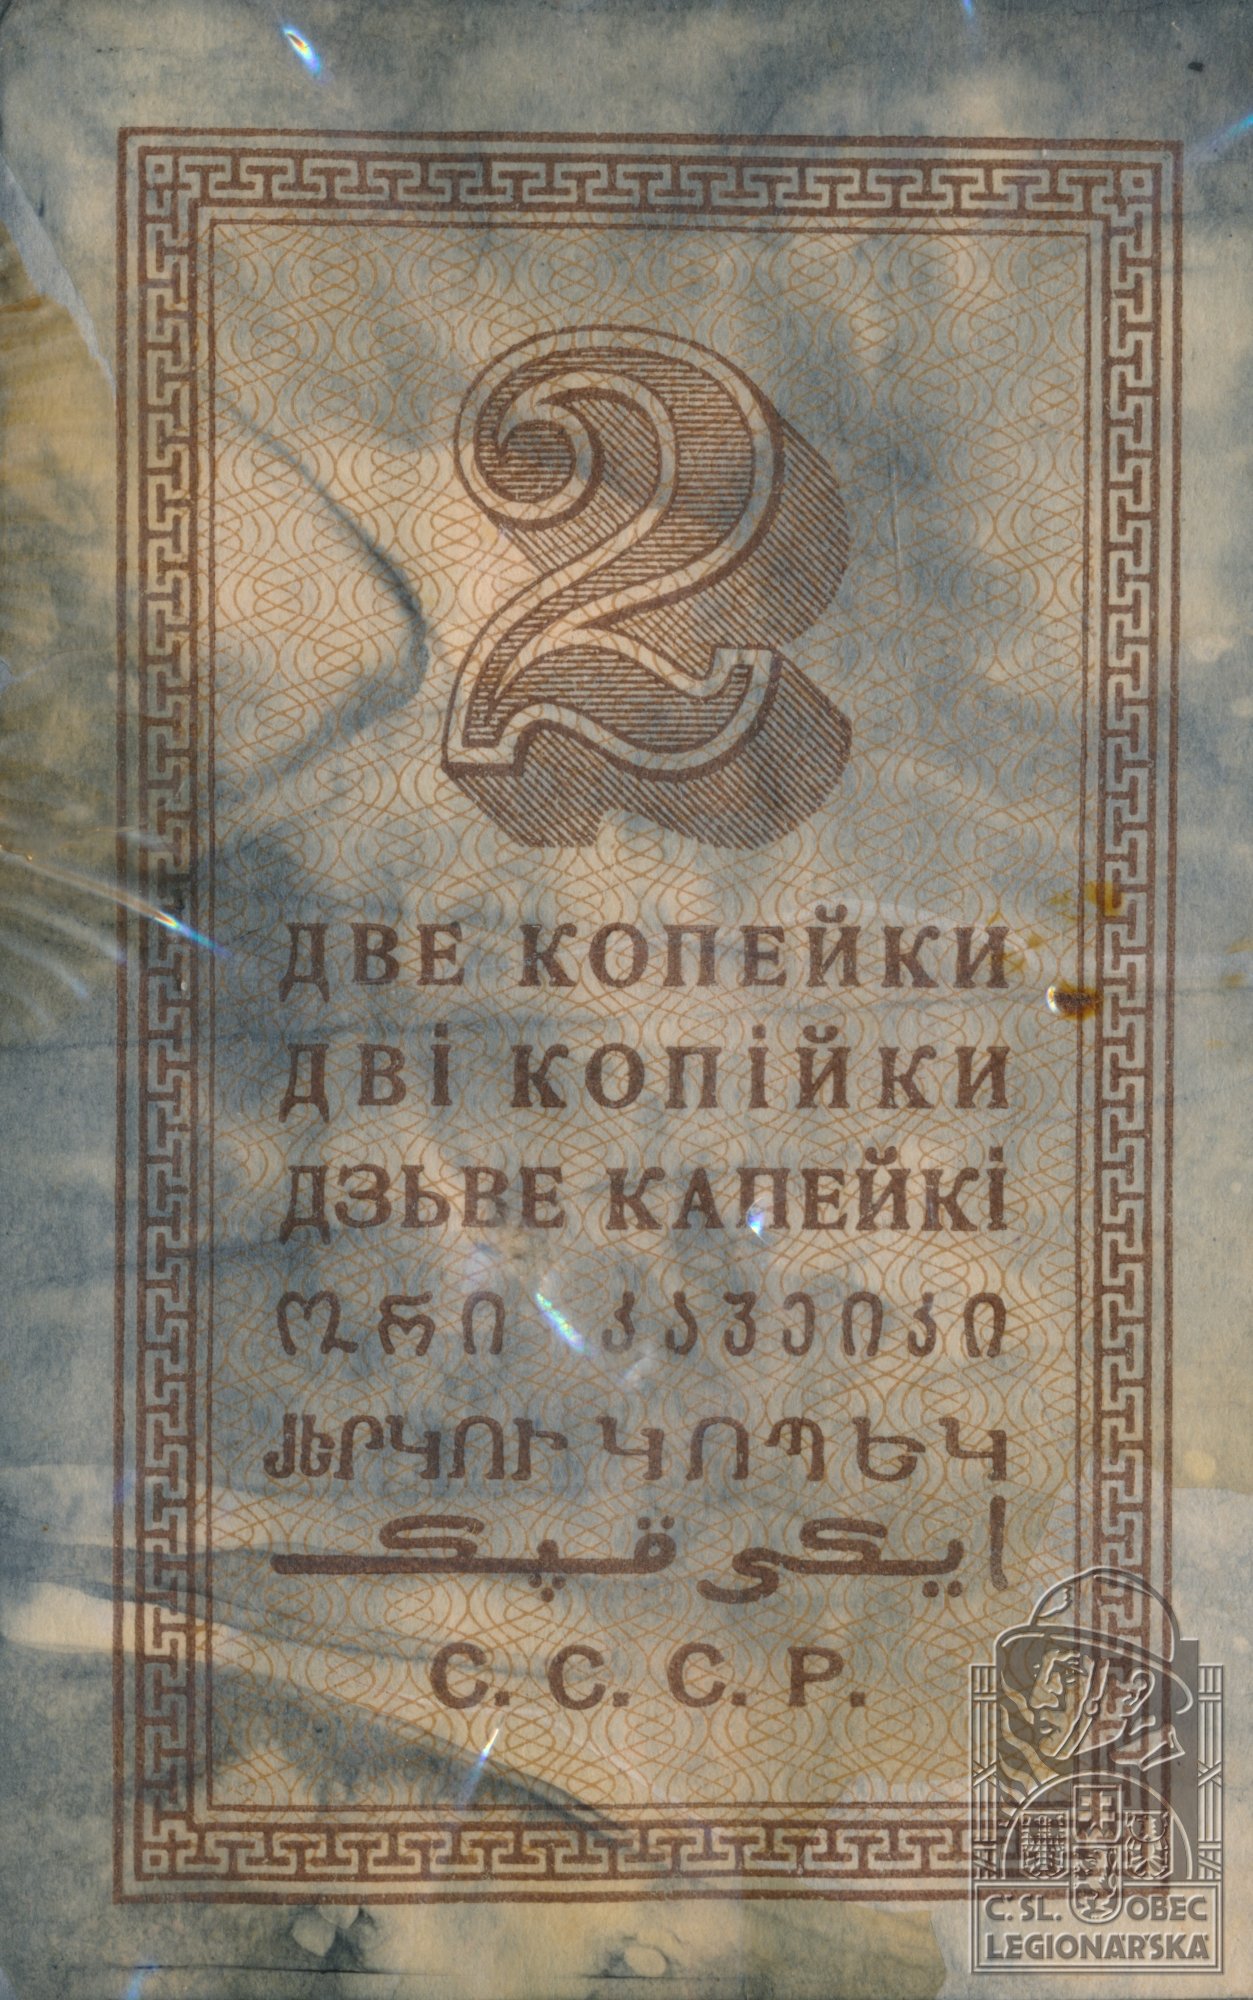 2
ДВЕ КОПЕЙКИ
ДВІ КОПІЙКИ
ДЗЬВЕ КАПЕЙКІ
ორი კაპეიკი
ԵՐԿՈՒ ԿՈՊԵԿ
ایکی قپیک
С. С. С. Р.
Č. SL. OBEC
LEGIONÁŘSKÁ